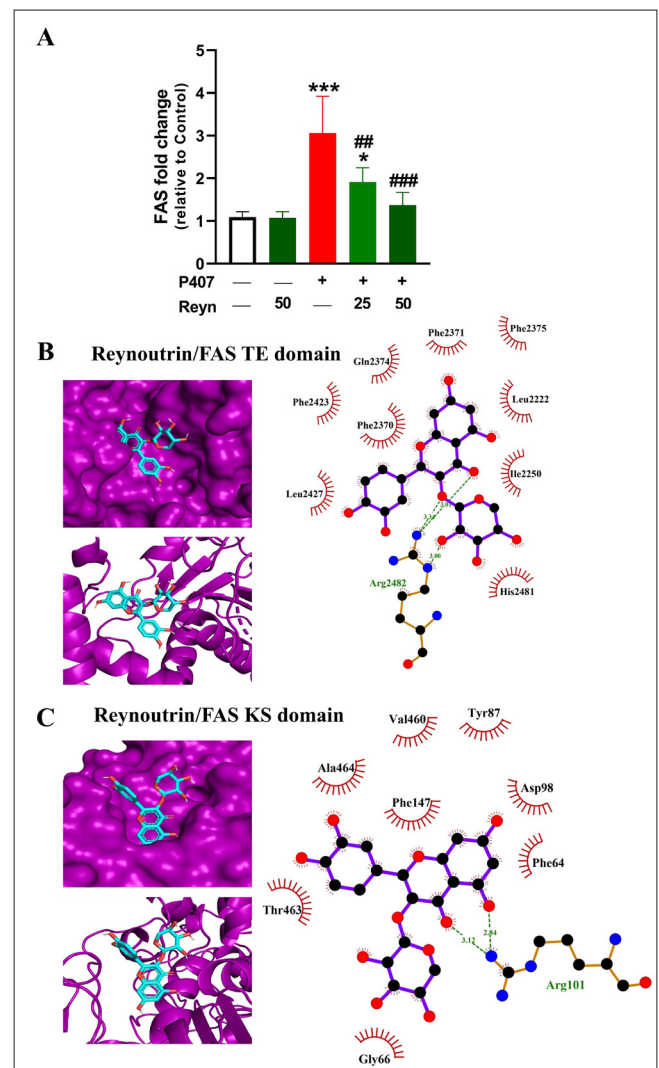 A
FAS fold change
(relative to Control)
5
4
3
2
1
0
***
##
*
###
P407 — — + + +
Reyn — 50 — 25 50
B Reynoutrin/FAS TE domain
Phe2371
Phe2375
Gln2374
Phe2423
Leu2222
Phe2370
Ile2250
Leu2427
3.00
Arg2482
His2481
C Reynoutrin/FAS KS domain
Val460
Tyr87
Ala464
Asp98
Phe147
Phe64
Thr463
2.84
3.12
Arg101
Gly66